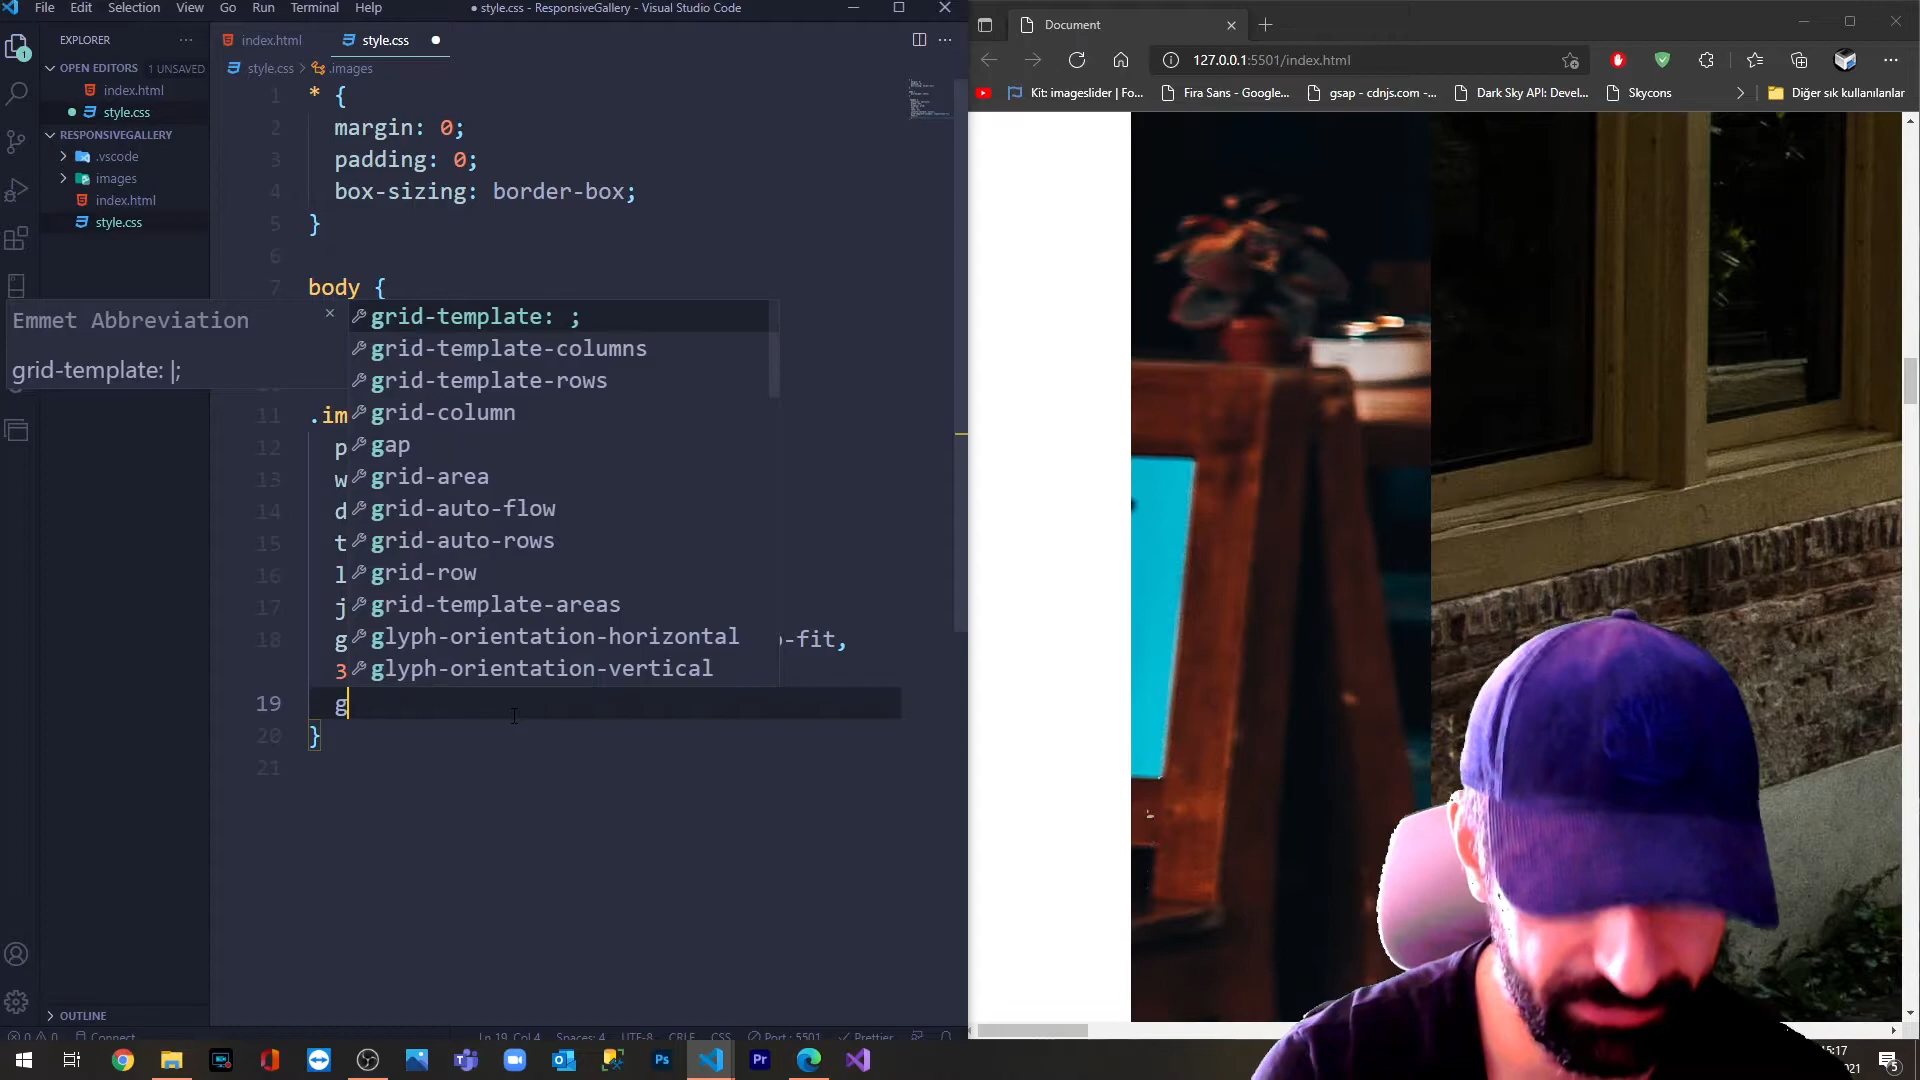 File Edit Selection View Go Run Terminal Help
● style.css - ResponsiveGallery - Visual Studio Code
EXPLORER
OPEN EDITORS 1 UNSAVED
index.html
style.css
RESPONSIVEGALLERY
.vscode
images
index.html
style.css
OUTLINE
index.html
style.css
style.css > .images
1 * {
2 margin: 0;
3 padding: 0;
4 box-sizing: border-box;
5 }
6
7 body {
Emmet Abbreviation
grid-template: |;
grid-template: ;
grid-template-columns
grid-template-rows
grid-column
gap
grid-area
grid-auto-flow
grid-auto-rows
grid-row
grid-template-areas
glyph-orientation-horizontal
glyph-orientation-vertical
11 .im
12 p
13 w
14 d
15 t
16 l
17 j
18 g -fit,
3
19 g
20 }
21
Connect
Ln 19, Col 4 Spaces: 4 UTF-8 CRLF CSS Port : 5501 Prettier
Document
127.0.0.1:5501/index.html
Kit: imageslider | Fo...
Fira Sans - Google...
gsap - cdnjs.com -...
Dark Sky API: Devel...
Skycons
Diğer sık kullanılanlar
Ps
Pr
5